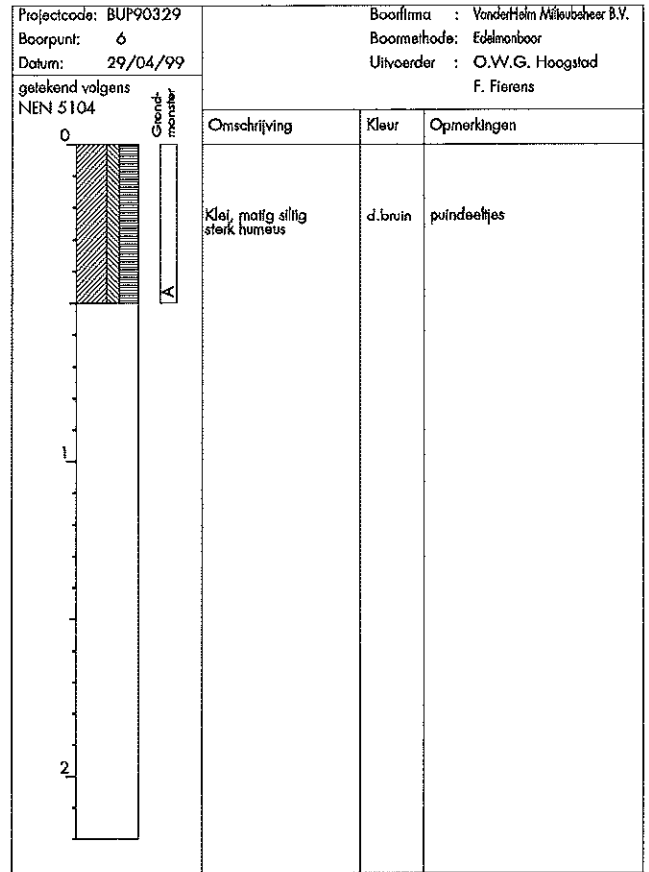 Projectcode: BUP90329
Boorpunt: 6
Datum: 29/04/99
Boorfirma : VanderHelm Milieubeheer B.V.
Boormethode: Edelmanboor
Uitvoerder : O.W.G. Hoogstad
F. Fierens
getekend volgens
NEN 5104
Grond-
monster
Omschrijving Kleur Opmerkingen
0
Klei, matig siltig d.bruin puindeeltjes
sterk humeus
A
1
2